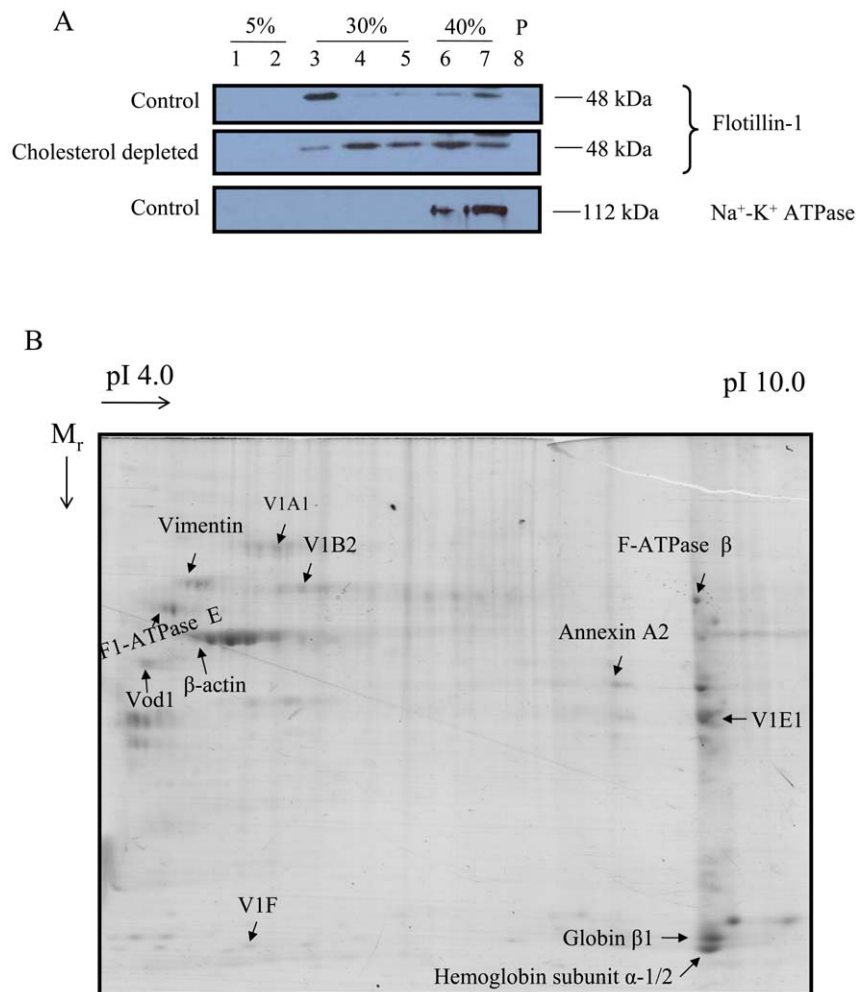 A
5% 30% 40% P
1 2 3 4 5 6 7 8
Control 48 kDa
Flotillin-1
Cholesterol depleted 48 kDa
Control 112 kDa Na⁺-K⁺ ATPase
B
pI 4.0 pI 10.0
Mr
V1A1
Vimentin
V1B2
F-ATPase β
F1-ATPase E
Annexin A2
β-actin
Vod1
V1E1
V1F
Globin β1
Hemoglobin subunit α-1/2